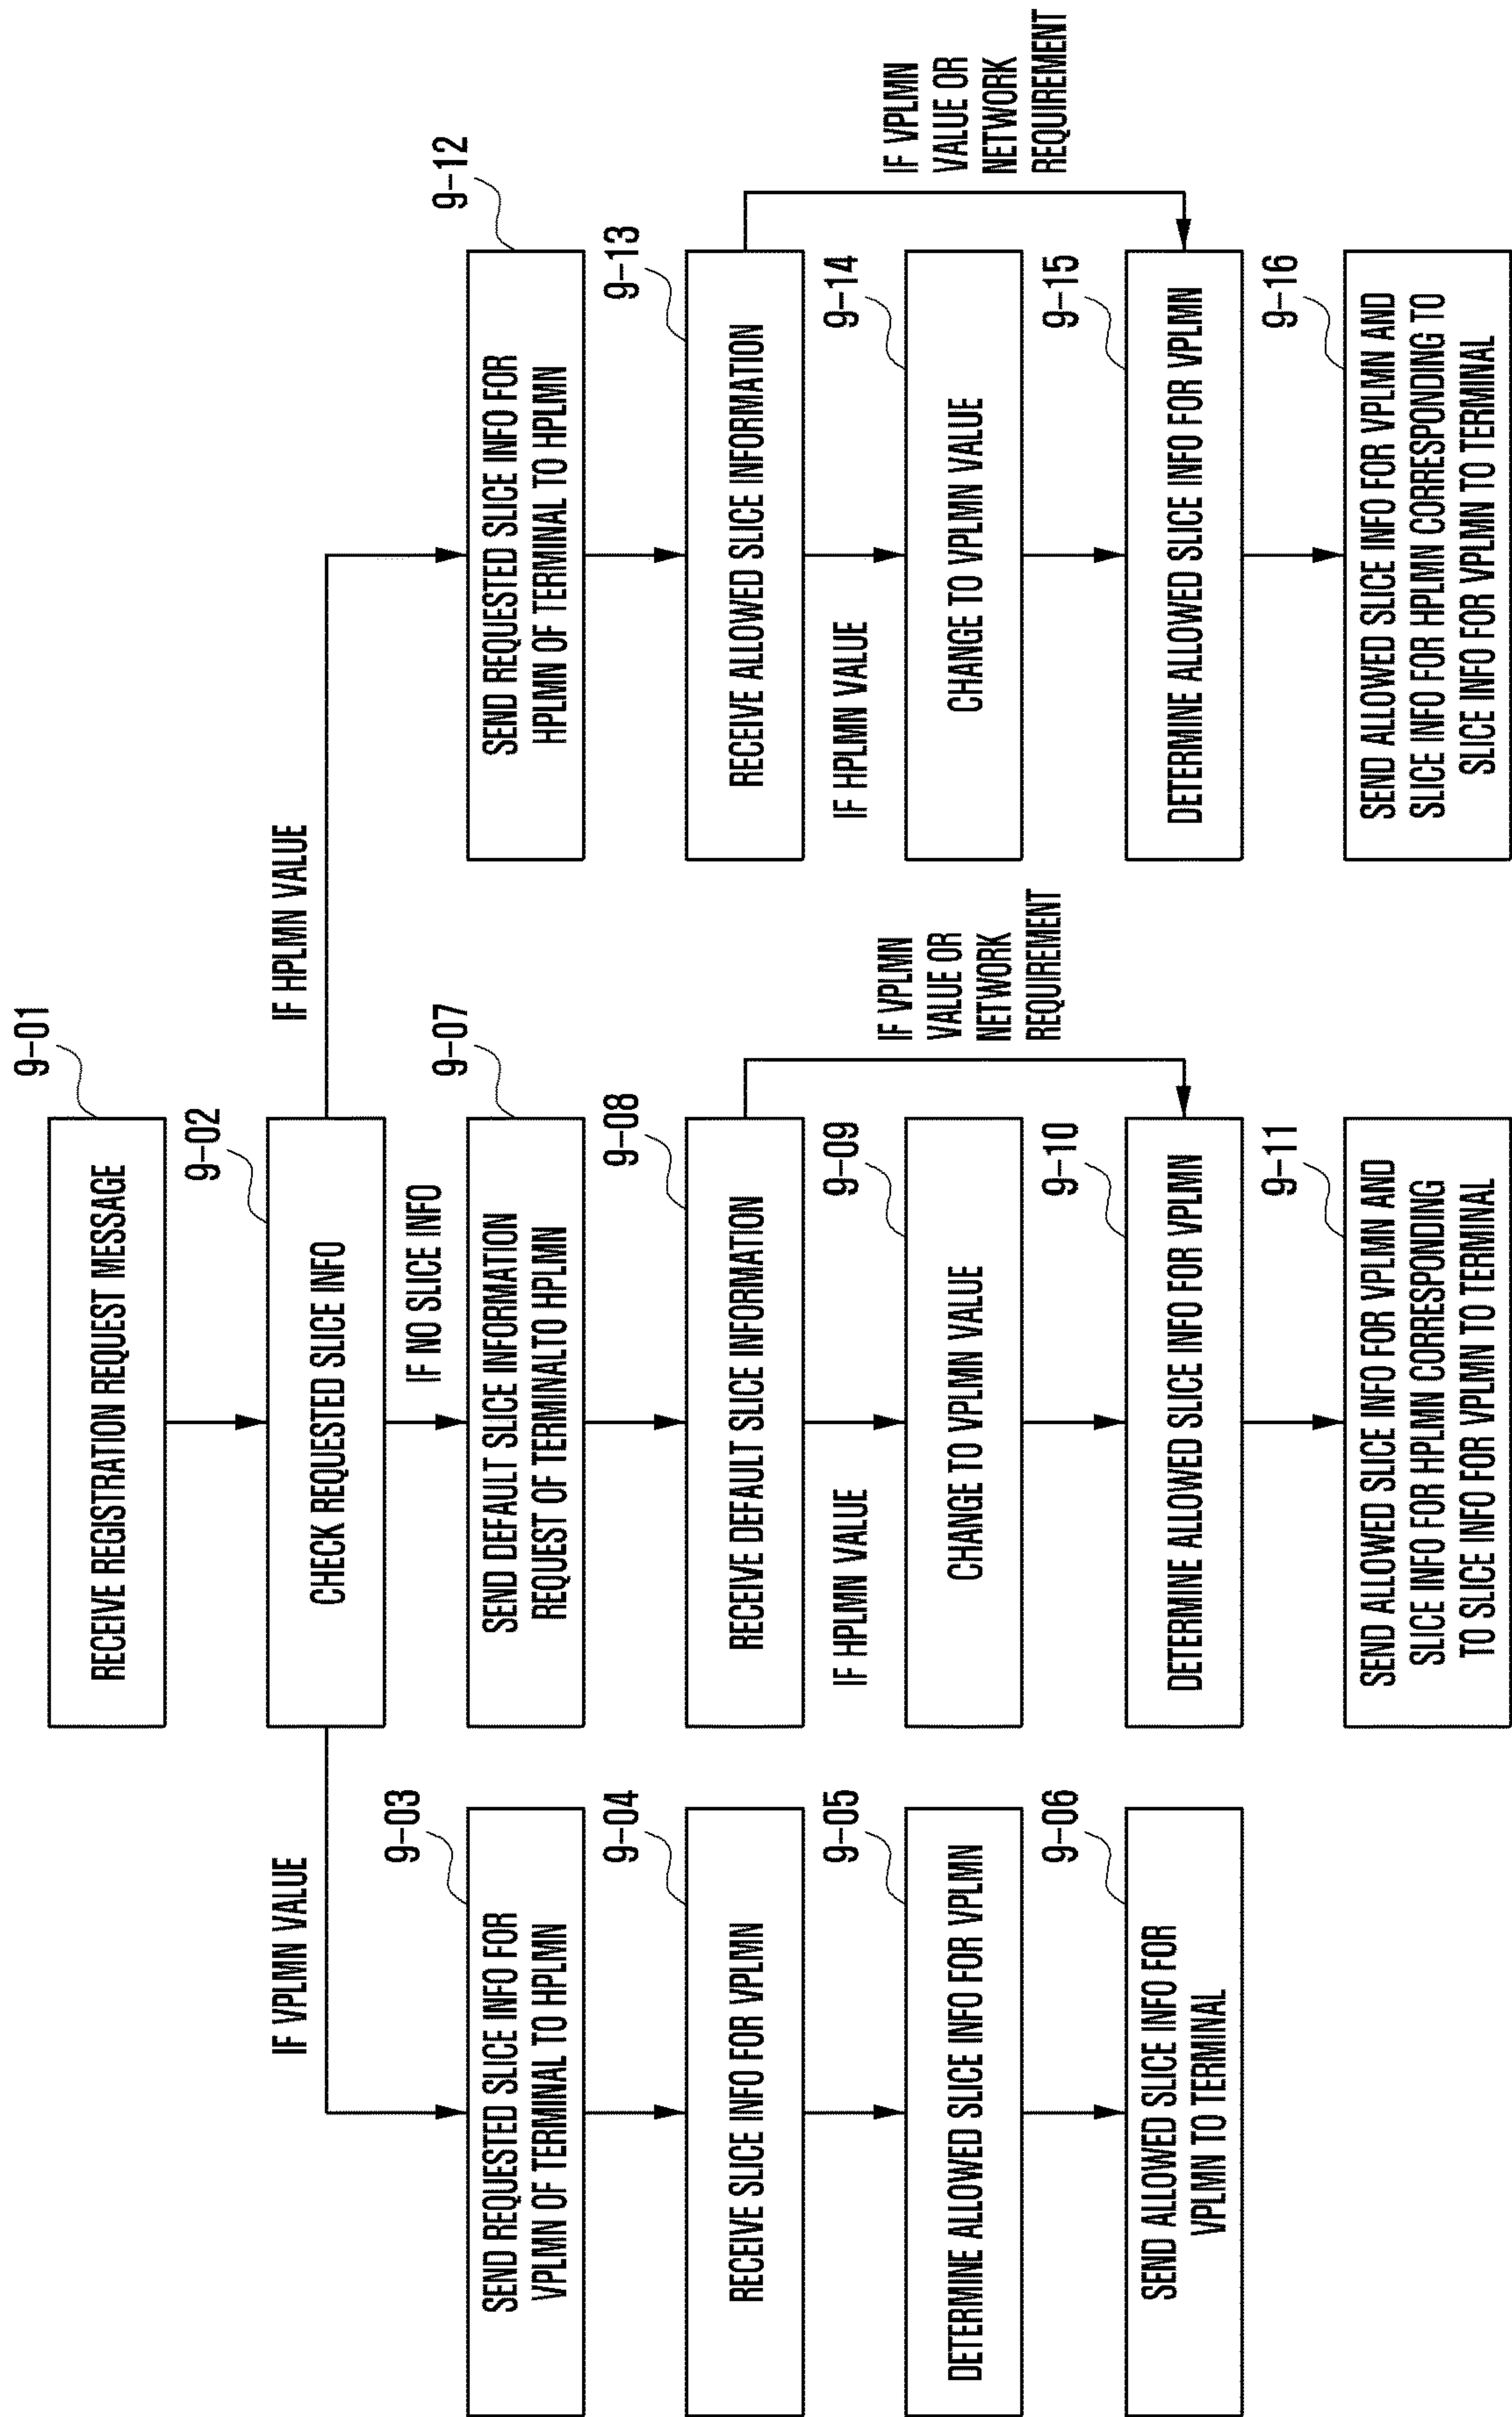 RECEIVE REGISTRATION REQUEST MESSAGE
9-01
CHECK REQUESTED SLICE INFO
9-02
IF VPLMN VALUE
IF NO SLICE INFO
IF HPLMN VALUE
SEND REQUESTED SLICE INFO FOR
VPLMN OF TERMINAL TO HPLMN
9-03
RECEIVE SLICE INFO FOR VPLMN
9-04
DETERMINE ALLOWED SLICE INFO FOR VPLMN
9-05
SEND ALLOWED SLICE INFO FOR
VPLMN TO TERMINAL
9-06
SEND DEFAULT SLICE INFORMATION
REQUEST OF TERMINALTO HPLMN
9-07
RECEIVE DEFAULT SLICE INFORMATION
9-08
IF HPLMN VALUE
IF VPLMN
VALUE OR
NETWORK
REQUIREMENT
CHANGE TO VPLMN VALUE
9-09
DETERMINE ALLOWED SLICE INFO FOR VPLMN
9-10
SEND ALLOWED SLICE INFO FOR VPLMN AND
SLICE INFO FOR HPLMN CORRESPONDING
TO SLICE INFO FOR VPLMN TO TERMINAL
9-11
SEND REQUESTED SLICE INFO FOR
HPLMN OF TERMINAL TO HPLMN
9-12
RECEIVE ALLOWED SLICE INFORMATION
9-13
IF HPLMN VALUE
IF VPLMN
VALUE OR
NETWORK
REQUIREMENT
CHANGE TO VPLMN VALUE
9-14
DETERMINE ALLOWED SLICE INFO FOR VPLMN
9-15
SEND ALLOWED SLICE INFO FOR VPLMN AND
SLICE INFO FOR HPLMN CORRESPONDING TO
SLICE INFO FOR VPLMN TO TERMINAL
9-16